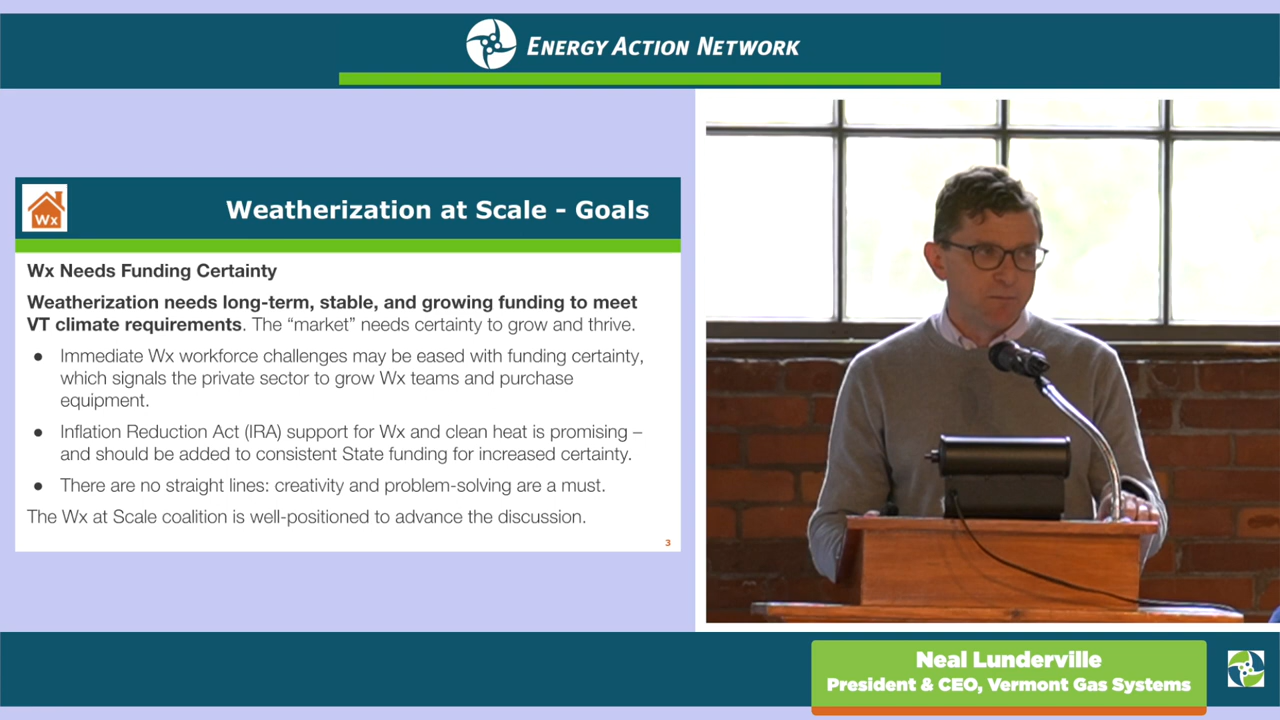 ENERGY ACTION NETWORK
Wx
Weatherization at Scale - Goals
Wx Needs Funding Certainty
Weatherization needs long-term, stable, and growing funding to meet
VT climate requirements. The “market” needs certainty to grow and thrive.
● Immediate Wx workforce challenges may be eased with funding certainty,
which signals the private sector to grow Wx teams and purchase
equipment.
● Inflation Reduction Act (IRA) support for Wx and clean heat is promising –
and should be added to consistent State funding for increased certainty.
● There are no straight lines: creativity and problem-solving are a must.
The Wx at Scale coalition is well-positioned to advance the discussion.
3
Neal Lunderville
President & CEO, Vermont Gas Systems